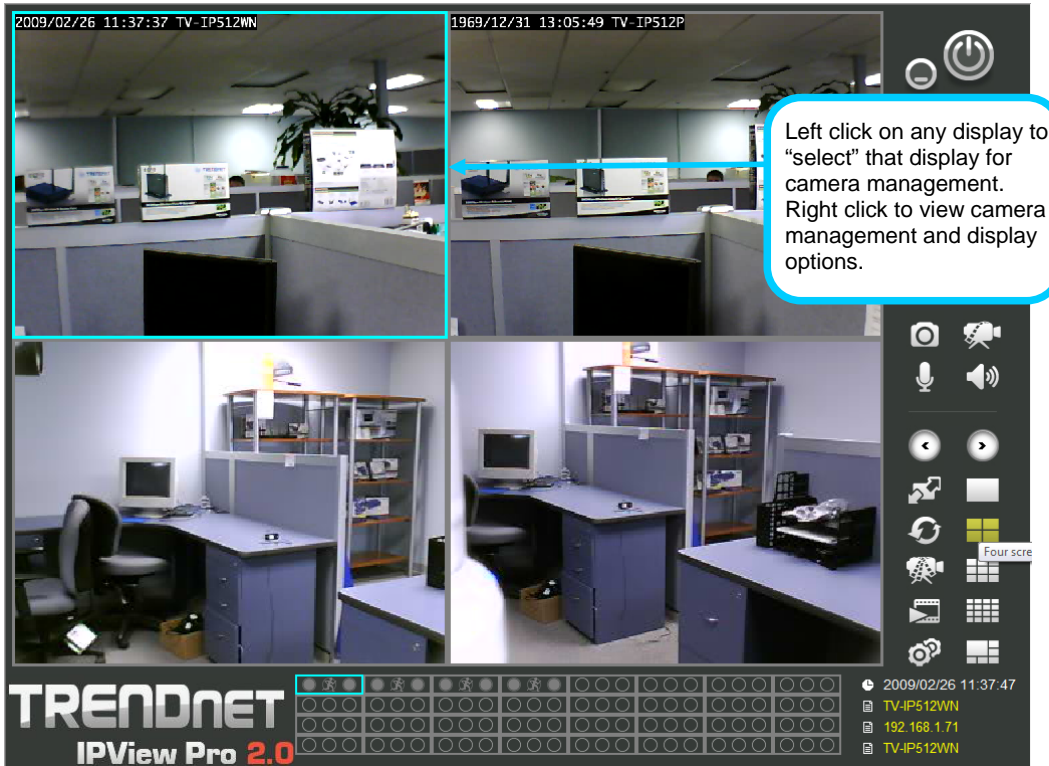 2009/02/26 11:37:37 TV-IP512WN
1969/12/31 13:05:49 TV-IP512P
Left click on any display to
“select” that display for
camera management.
Right click to view camera
management and display
options.
TRENDNET
Four scre
TRENDNET
IPView Pro 2.0
2009/02/26 11:37:47
TV-IP512WN
192.168.1.71
TV-IP512WN